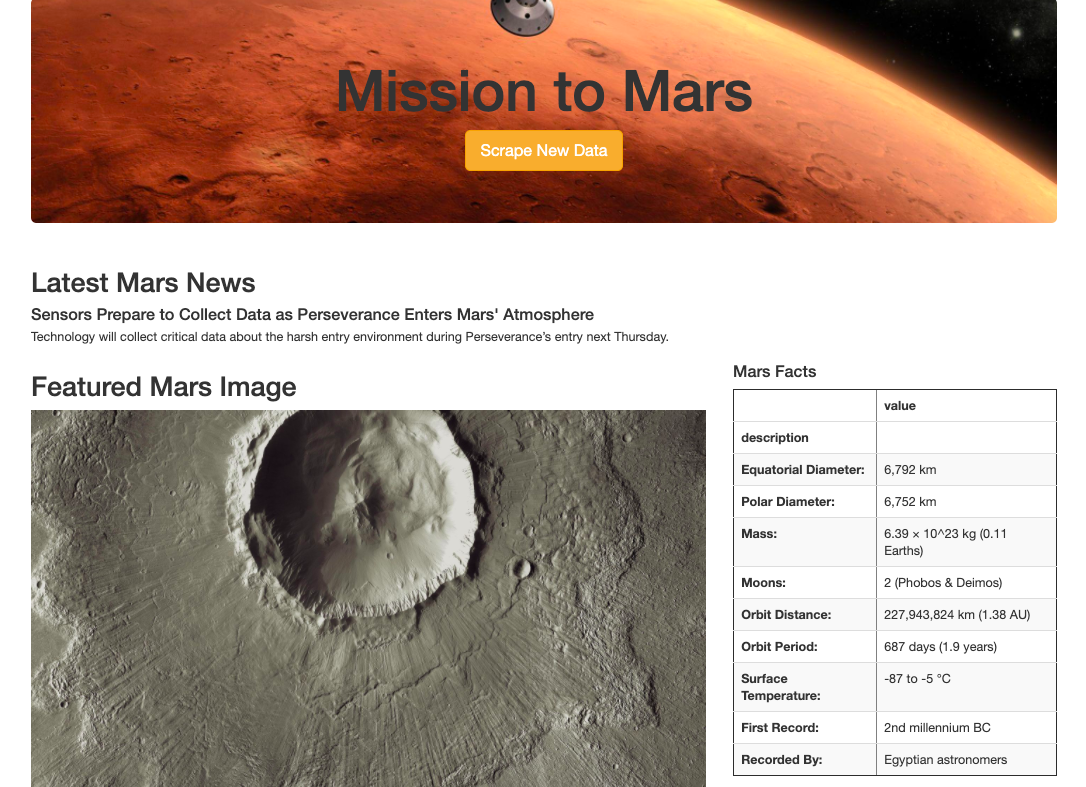 Mission to Mars
Scrape New Data
Latest Mars News
Sensors Prepare to Collect Data as Perseverance Enters Mars' Atmosphere
Technology will collect critical data about the harsh entry environment during Perseverance’s entry next Thursday.
Featured Mars Image
Mars Facts
value
description
Equatorial Diameter: 6,792 km
Polar Diameter: 6,752 km
Mass: 6.39 × 10^23 kg (0.11
Earths)
Moons: 2 (Phobos & Deimos)
Orbit Distance: 227,943,824 km (1.38 AU)
Orbit Period: 687 days (1.9 years)
Surface -87 to -5 °C
Temperature:
First Record: 2nd millennium BC
Recorded By: Egyptian astronomers